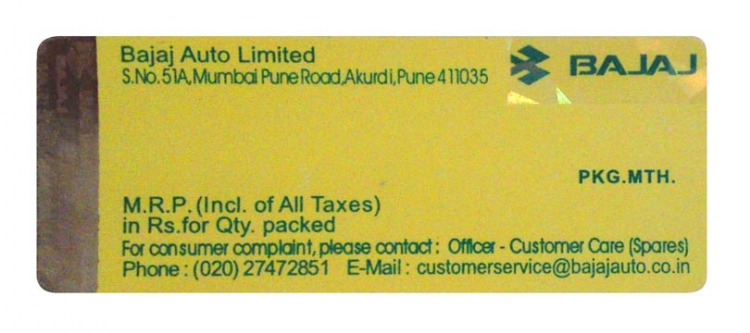 Bajaj Auto Limited
S.No.51A,Mumbai Pune Road,Akurdi,Pune 411035
BAJAJ
PKG.MTH.
M.R.P.(Incl. of All Taxes)
in Rs.for Qty. packed
For consumer complaint, please contact : Officer - Customer Care (Spares)
Phone : (020) 27472851 E-Mail : customerservice@bajajauto.co.in